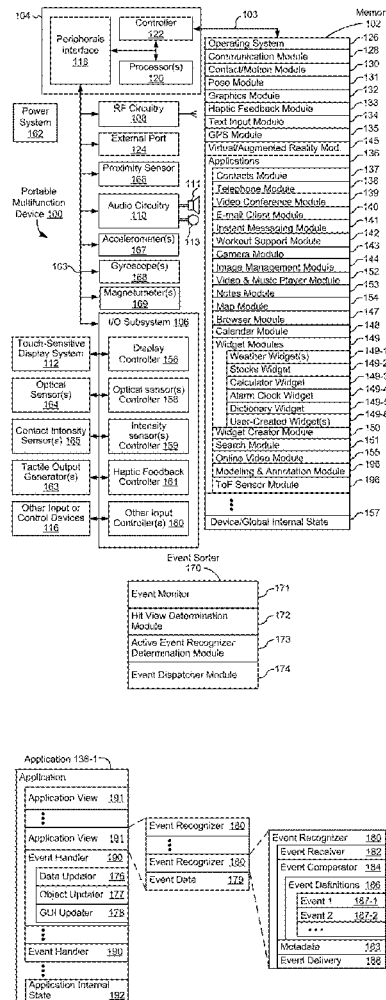 104
Controller
122
103
Memory
102
Peripherals
Interface
118
Processor(s)
120
Power
System
162
RF Circuitry
108
External Port
124
Proximity Sensor
166
Audio Circuitry
110
111
113
Portable
Multifunction
Device 100
Accelerometer(s)
167
Gyroscope(s)
168
Magnetometer(s)
169
163
I/O Subsystem 106
Touch-Sensitive
Display System
112
Display
Controller 156
Optical
Sensor(s)
164
Optical sensor(s)
Controller 158
Contact Intensity
Sensor(s) 165
Intensity
sensor(s)
Controller 159
Tactile Output
Generator(s)
163
Haptic Feedback
Controller 161
Other Input or
Control Devices
116
Other Input
Controller(s) 160
Operating System 126
Communication Module 128
Contact/Motion Module 130
Pose Module 131
Graphics Module 132
Haptic Feedback Module 133
Text Input Module 134
GPS Module 135
Virtual/Augmented Reality Mod. 145
Applications 136
Contacts Module 137
Telephone Module 138
Video Conference Module 139
E-mail Client Module 140
Instant Messaging Module 141
Workout Support Module 142
Camera Module 143
Image Management Module 144
Video & Music Player Module 152
Notes Module 153
Map Module 154
Browser Module 147
Calendar Module 148
Widget Modules 149
Weather Widget(s) 149-1
Stocks Widget 149-2
Calculator Widget 149-3
Alarm Clock Widget 149-4
Dictionary Widget 149-5
User-Created Widget(s) 149-6
Widget Creator Module 150
Search Module 151
Online Video Module 155
Modeling & Annotation Module 195
ToF Sensor Module 196
Device/Global Internal State 157
Event Sorter
170
Event Monitor 171
Hit View Determination
Module 172
Active Event Recognizer
Determination Module 173
Event Dispatcher Module 174
Application 136-1
Application
Application View 191
Application View 191
Event Handler 190
Data Updater 176
Object Updater 177
GUI Updater 178
Event Handler 190
Application Internal
State 192
Event Recognizer 180
Event Recognizer 180
Event Data 179
Event Recognizer 180
Event Receiver 182
Event Comparator 184
Event Definitions 186
Event 1 187-1
Event 2 187-2
Metadata 183
Event Delivery 188